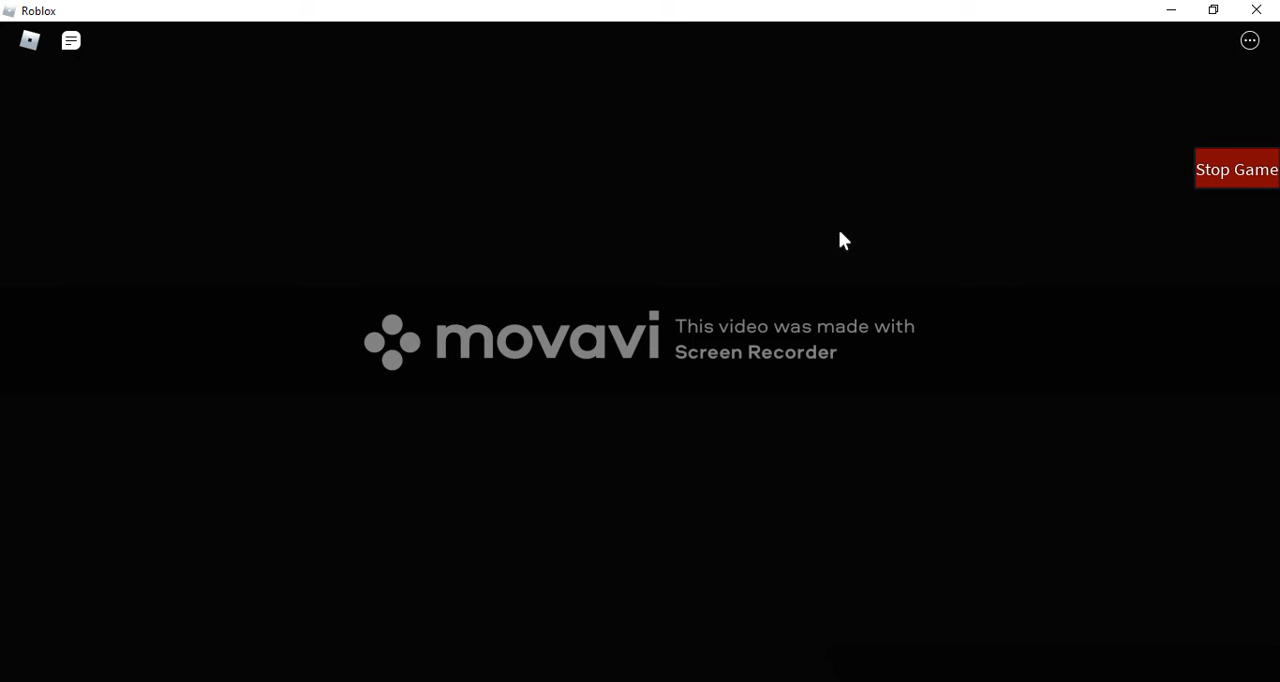 Roblox
Stop Game
movavi
This video was made with
Screen Recorder